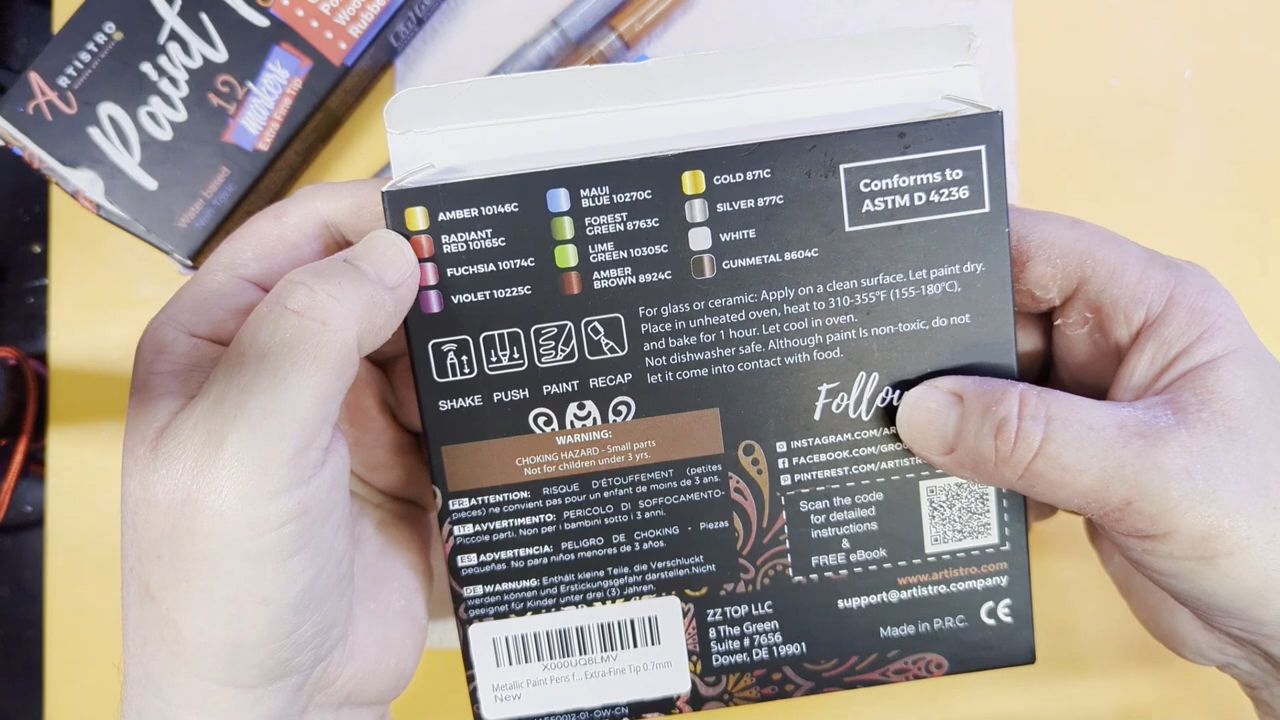 ARTISTRO
Paint
12
markers
Extra Fine Tip
Water based
Non Toxic
AMBER 10146C
RADIANT
RED 10165C
FUCHSIA 10174C
VIOLET 10225C
MAUI
BLUE 10270C
FOREST
GREEN 8763C
LIME
GREEN 10305C
AMBER
BROWN 8924C
GOLD 871C
SILVER 877C
WHITE
GUNMETAL 8604C
Conforms to
ASTM D 4236
For glass or ceramic: Apply on a clean surface. Let paint dry.
Place in unheated oven, heat to 310-355°F (155-180°C),
and bake for 1 hour. Let cool in oven.
Not dishwasher safe. Although paint Is non-toxic, do not
let it come into contact with food.
SHAKE PUSH PAINT RECAP
WARNING:
CHOKING HAZARD - Small parts
Not for children under 3 yrs.
FR: ATTENTION: RISQUE D'ÉTOUFFEMENT (petites
pièces) ne convient pas pour un enfant de moins de 3 ans.
IT: AVVERTIMENTO: PERICOLO DI SOFFOCAMENTO-
Piccole parti. Non per i bambini sotto i 3 anni.
ES: ADVERTENCIA: PELIGRO DE CHOKING - Piezas
pequeñas. No para niños menores de 3 años.
DE: WARNUNG: Enthält kleine Teile, die Verschluckt
werden können und Erstickungsgefahr darstellen.Nicht
geeignet für Kinder unter drei (3) Jahren.
Follow
INSTAGRAM.COM/AR
FACEBOOK.COM/GRO
PINTEREST.COM/ARTISTR
Scan the code
for detailed
instructions
&
FREE eBook
www.artistro.com
support@artistro.company
Made in P.R.C. CE
ZZ TOP LLC
8 The Green
Suite # 7656
Dover, DE 19901
X000UQ8LMV
Metallic Paint Pens f... Extra-Fine Tip 0.7mm
New